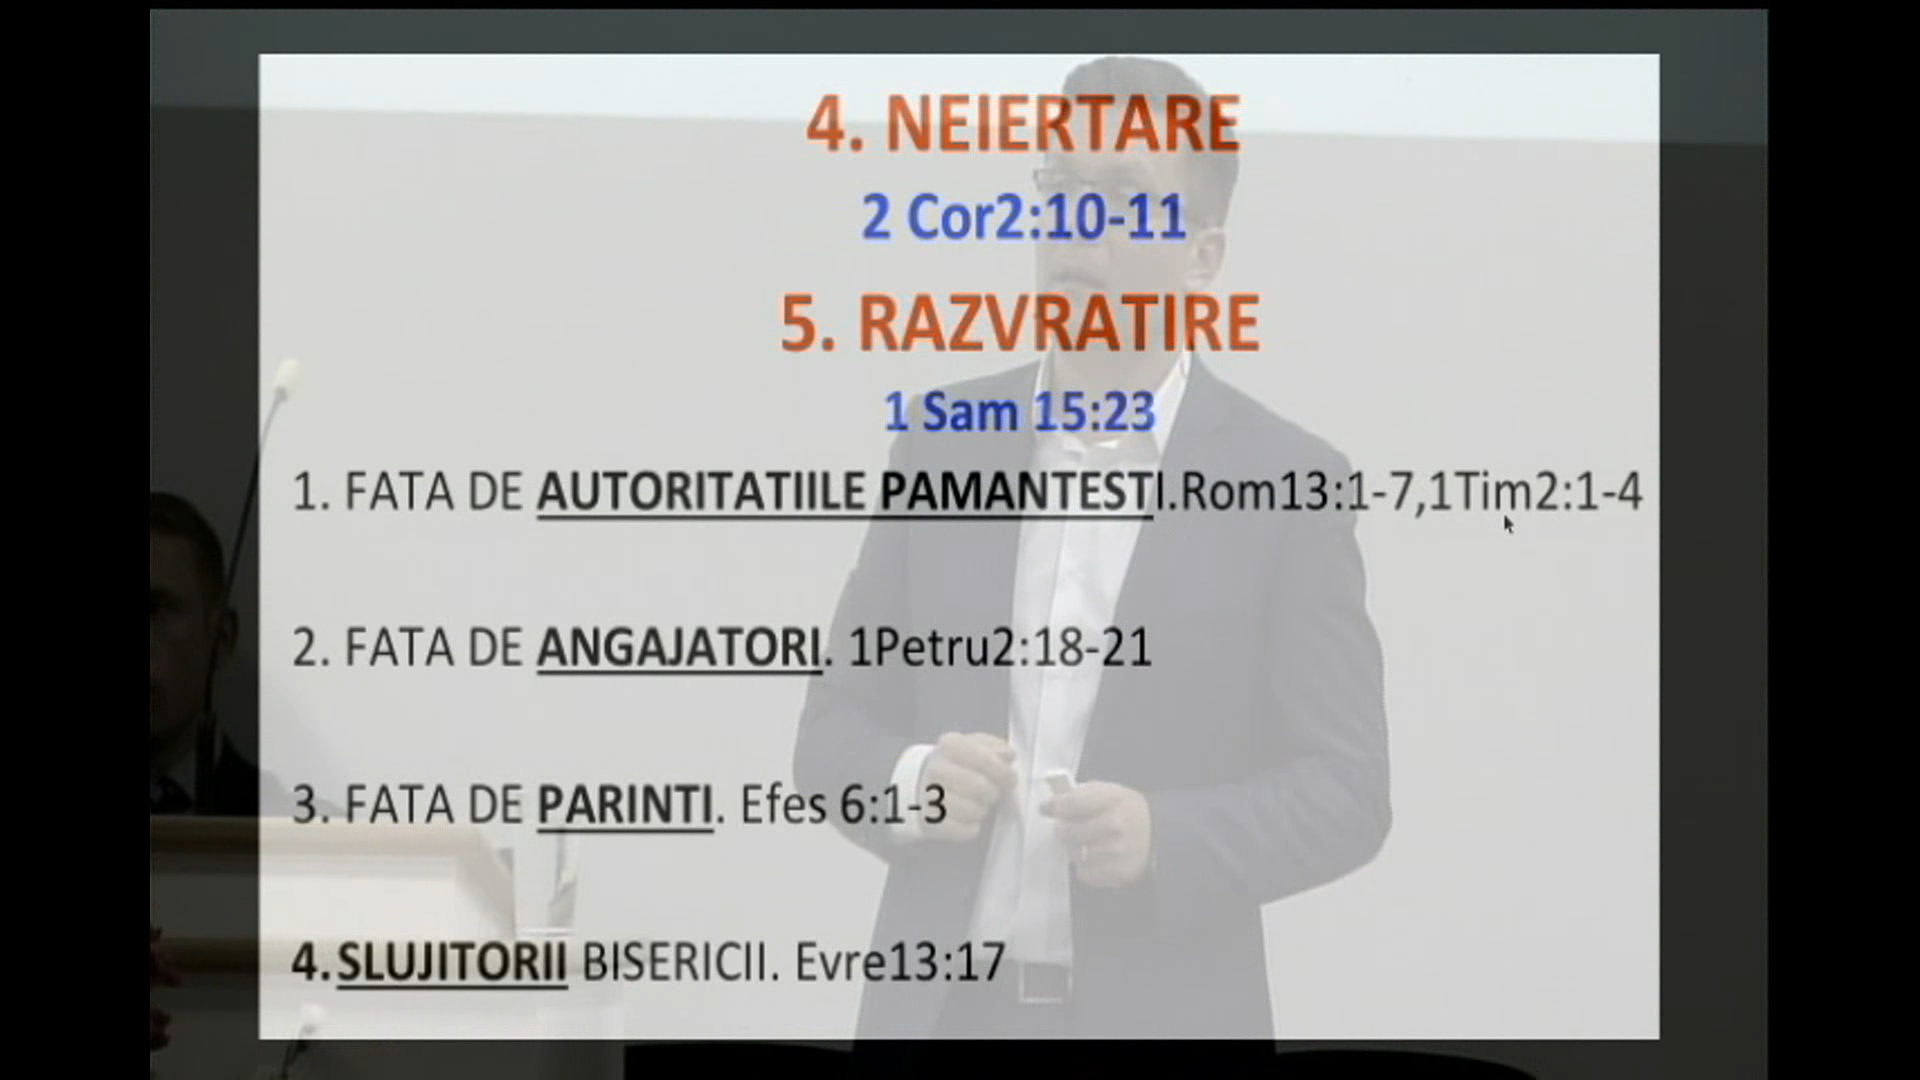 4. NEIERTARE
2 Cor2:10-11
5. RAZVRATIRE
1 Sam 15:23
1. FATA DE AUTORITATIILE PAMANTESTI.Rom13:1-7,1Tim2:1-4
2. FATA DE ANGAJATORI. 1Petru2:18-21
3. FATA DE PARINTI. Efes 6:1-3
4.SLUJITORII BISERICII. Evre13:17